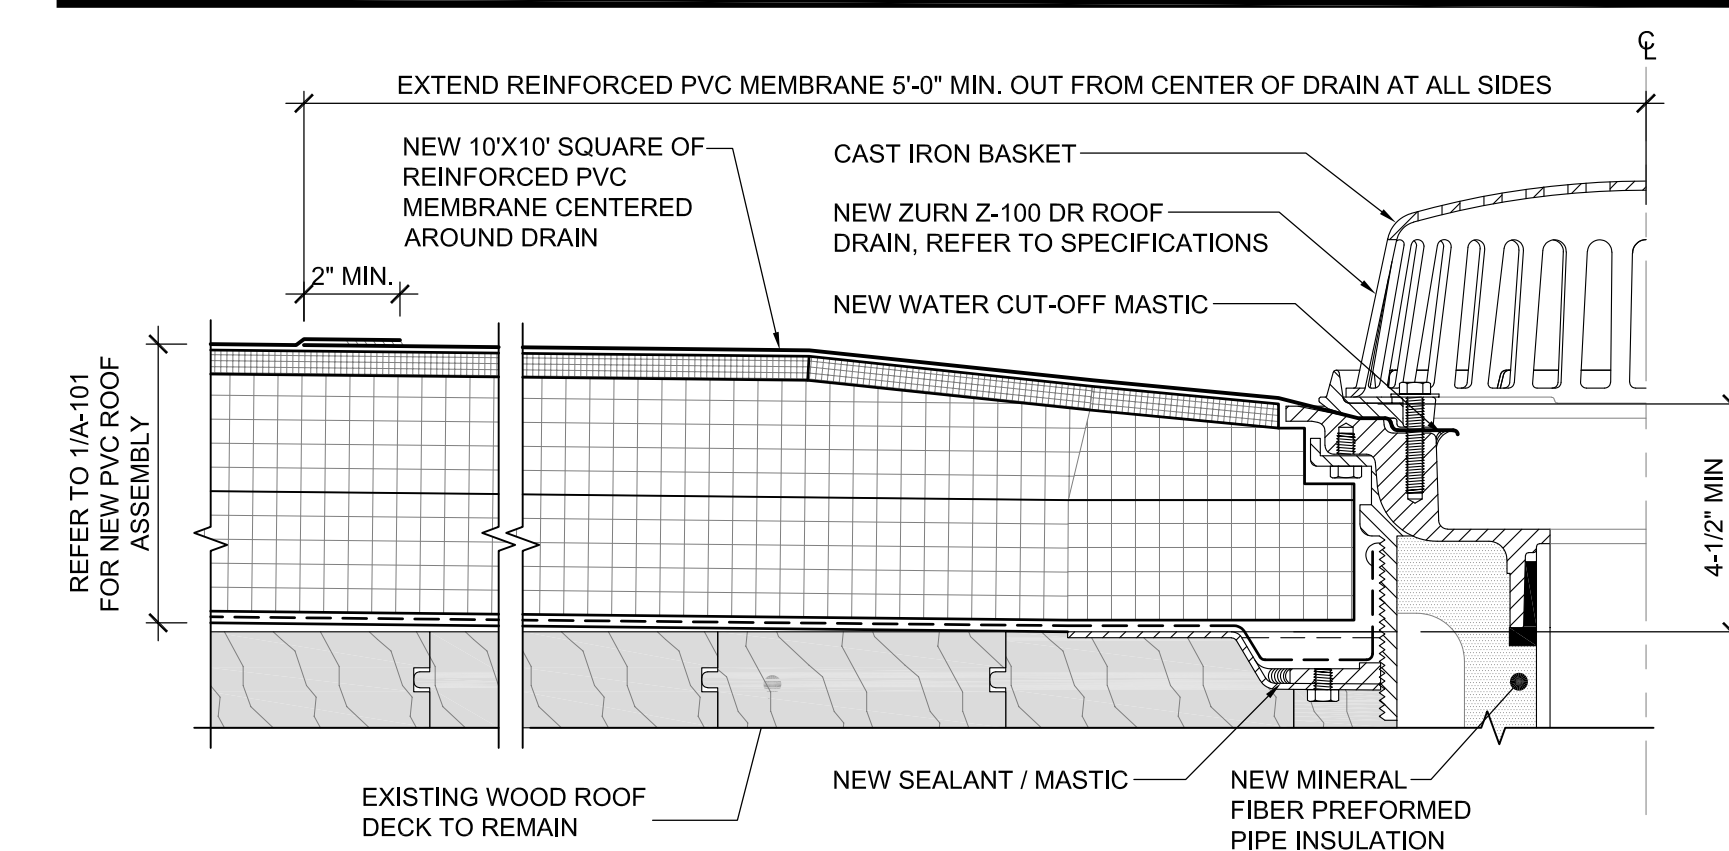 ℄
EXTEND REINFORCED PVC MEMBRANE 5'-0" MIN. OUT FROM CENTER OF DRAIN AT ALL SIDES
NEW 10'X10' SQUARE OF
REINFORCED PVC
MEMBRANE CENTERED
AROUND DRAIN
CAST IRON BASKET
NEW ZURN Z-100 DR ROOF
DRAIN, REFER TO SPECIFICATIONS
NEW WATER CUT-OFF MASTIC
2" MIN.
REFER TO 1/A-101
FOR NEW PVC ROOF
ASSEMBLY
4-1/2" MIN
EXISTING WOOD ROOF
DECK TO REMAIN
NEW SEALANT / MASTIC
NEW MINERAL
FIBER PREFORMED
PIPE INSULATION